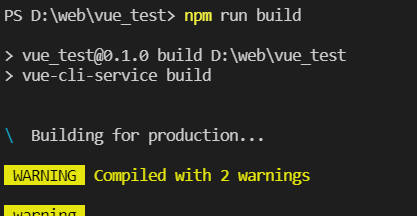 PS D:\web\vue_test> npm run build
> vue_test@0.1.0 build D:\web\vue_test
> vue-cli-service build
\ Building for production...
WARNING Compiled with 2 warnings
warning